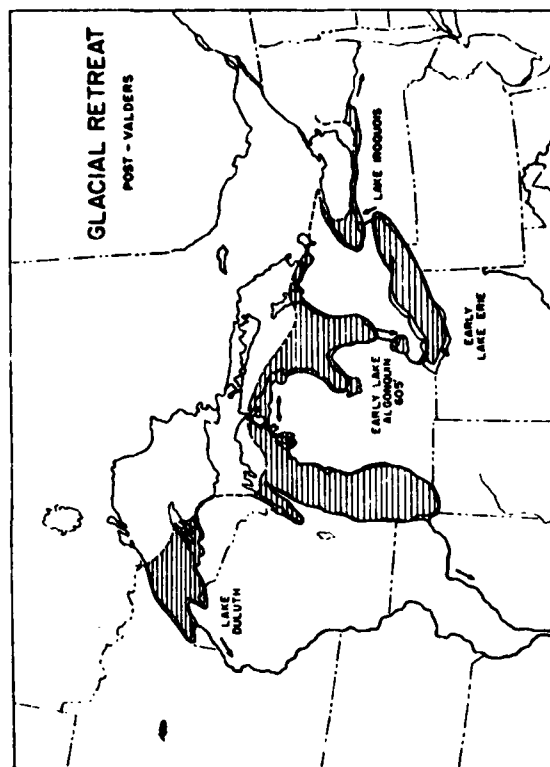 GLACIAL RETREAT
POST-VALDERS
LAKE
DULUTH
EARLY LAKE
ALGONQUIN
605'
EARLY
LAKE ERIE
LAKE IROQUOIS